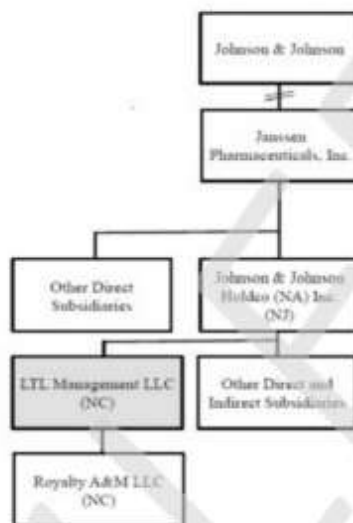 Johnson & Johnson
Janssen
Pharmaceuticals, Inc.
Other Direct
Subsidiaries
Johnson & Johnson
Holdco (NA) Inc.
(NJ)
LTL Management LLC
(NC)
Other Direct and
Indirect Subsidiaries
Royalty A&M LLC
(NC)